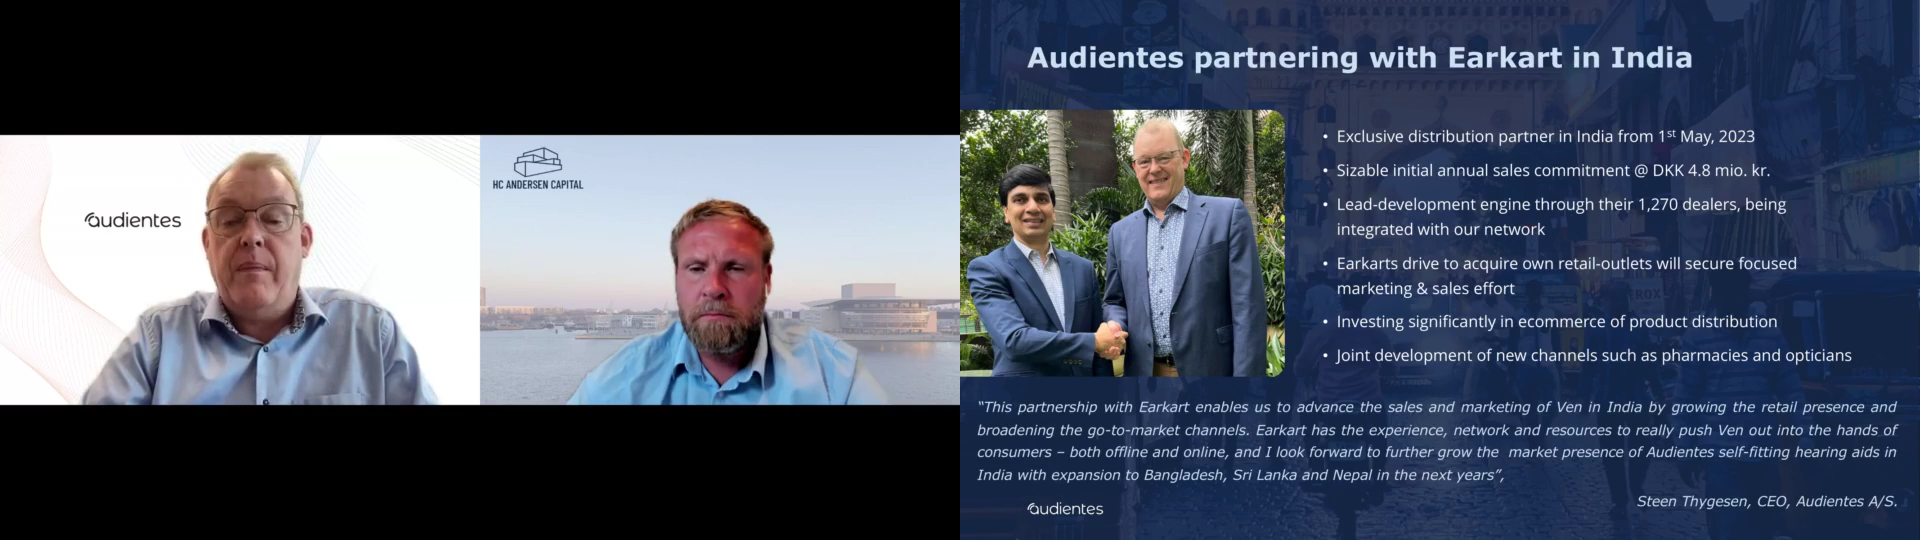 audientes
HC ANDERSEN CAPITAL
Audientes partnering with Earkart in India
• Exclusive distribution partner in India from 1st May, 2023
• Sizable initial annual sales commitment @ DKK 4.8 mio. kr.
• Lead-development engine through their 1,270 dealers, being
integrated with our network
• Earkarts drive to acquire own retail-outlets will secure focused
marketing & sales effort
• Investing significantly in ecommerce of product distribution
• Joint development of new channels such as pharmacies and opticians
“This partnership with Earkart enables us to advance the sales and marketing of Ven in India by growing the retail presence and
broadening the go-to-market channels. Earkart has the experience, network and resources to really push Ven out into the hands of
consumers – both offline and online, and I look forward to further grow the market presence of Audientes self-fitting hearing aids in
India with expansion to Bangladesh, Sri Lanka and Nepal in the next years”,
Steen Thygesen, CEO, Audientes A/S.
audientes